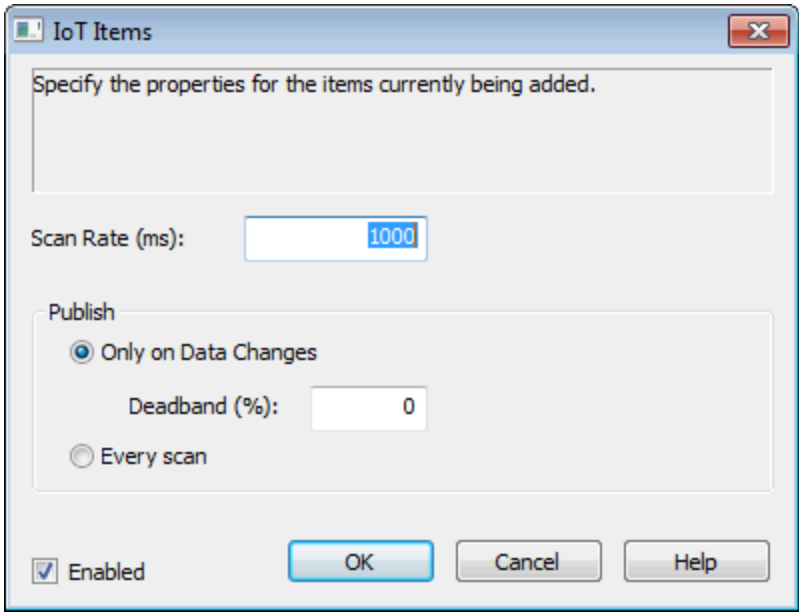 IoT Items
Specify the properties for the items currently being added.
Scan Rate (ms): 1000
Publish
Only on Data Changes
Deadband (%): 0
Every scan
Enabled OK Cancel Help